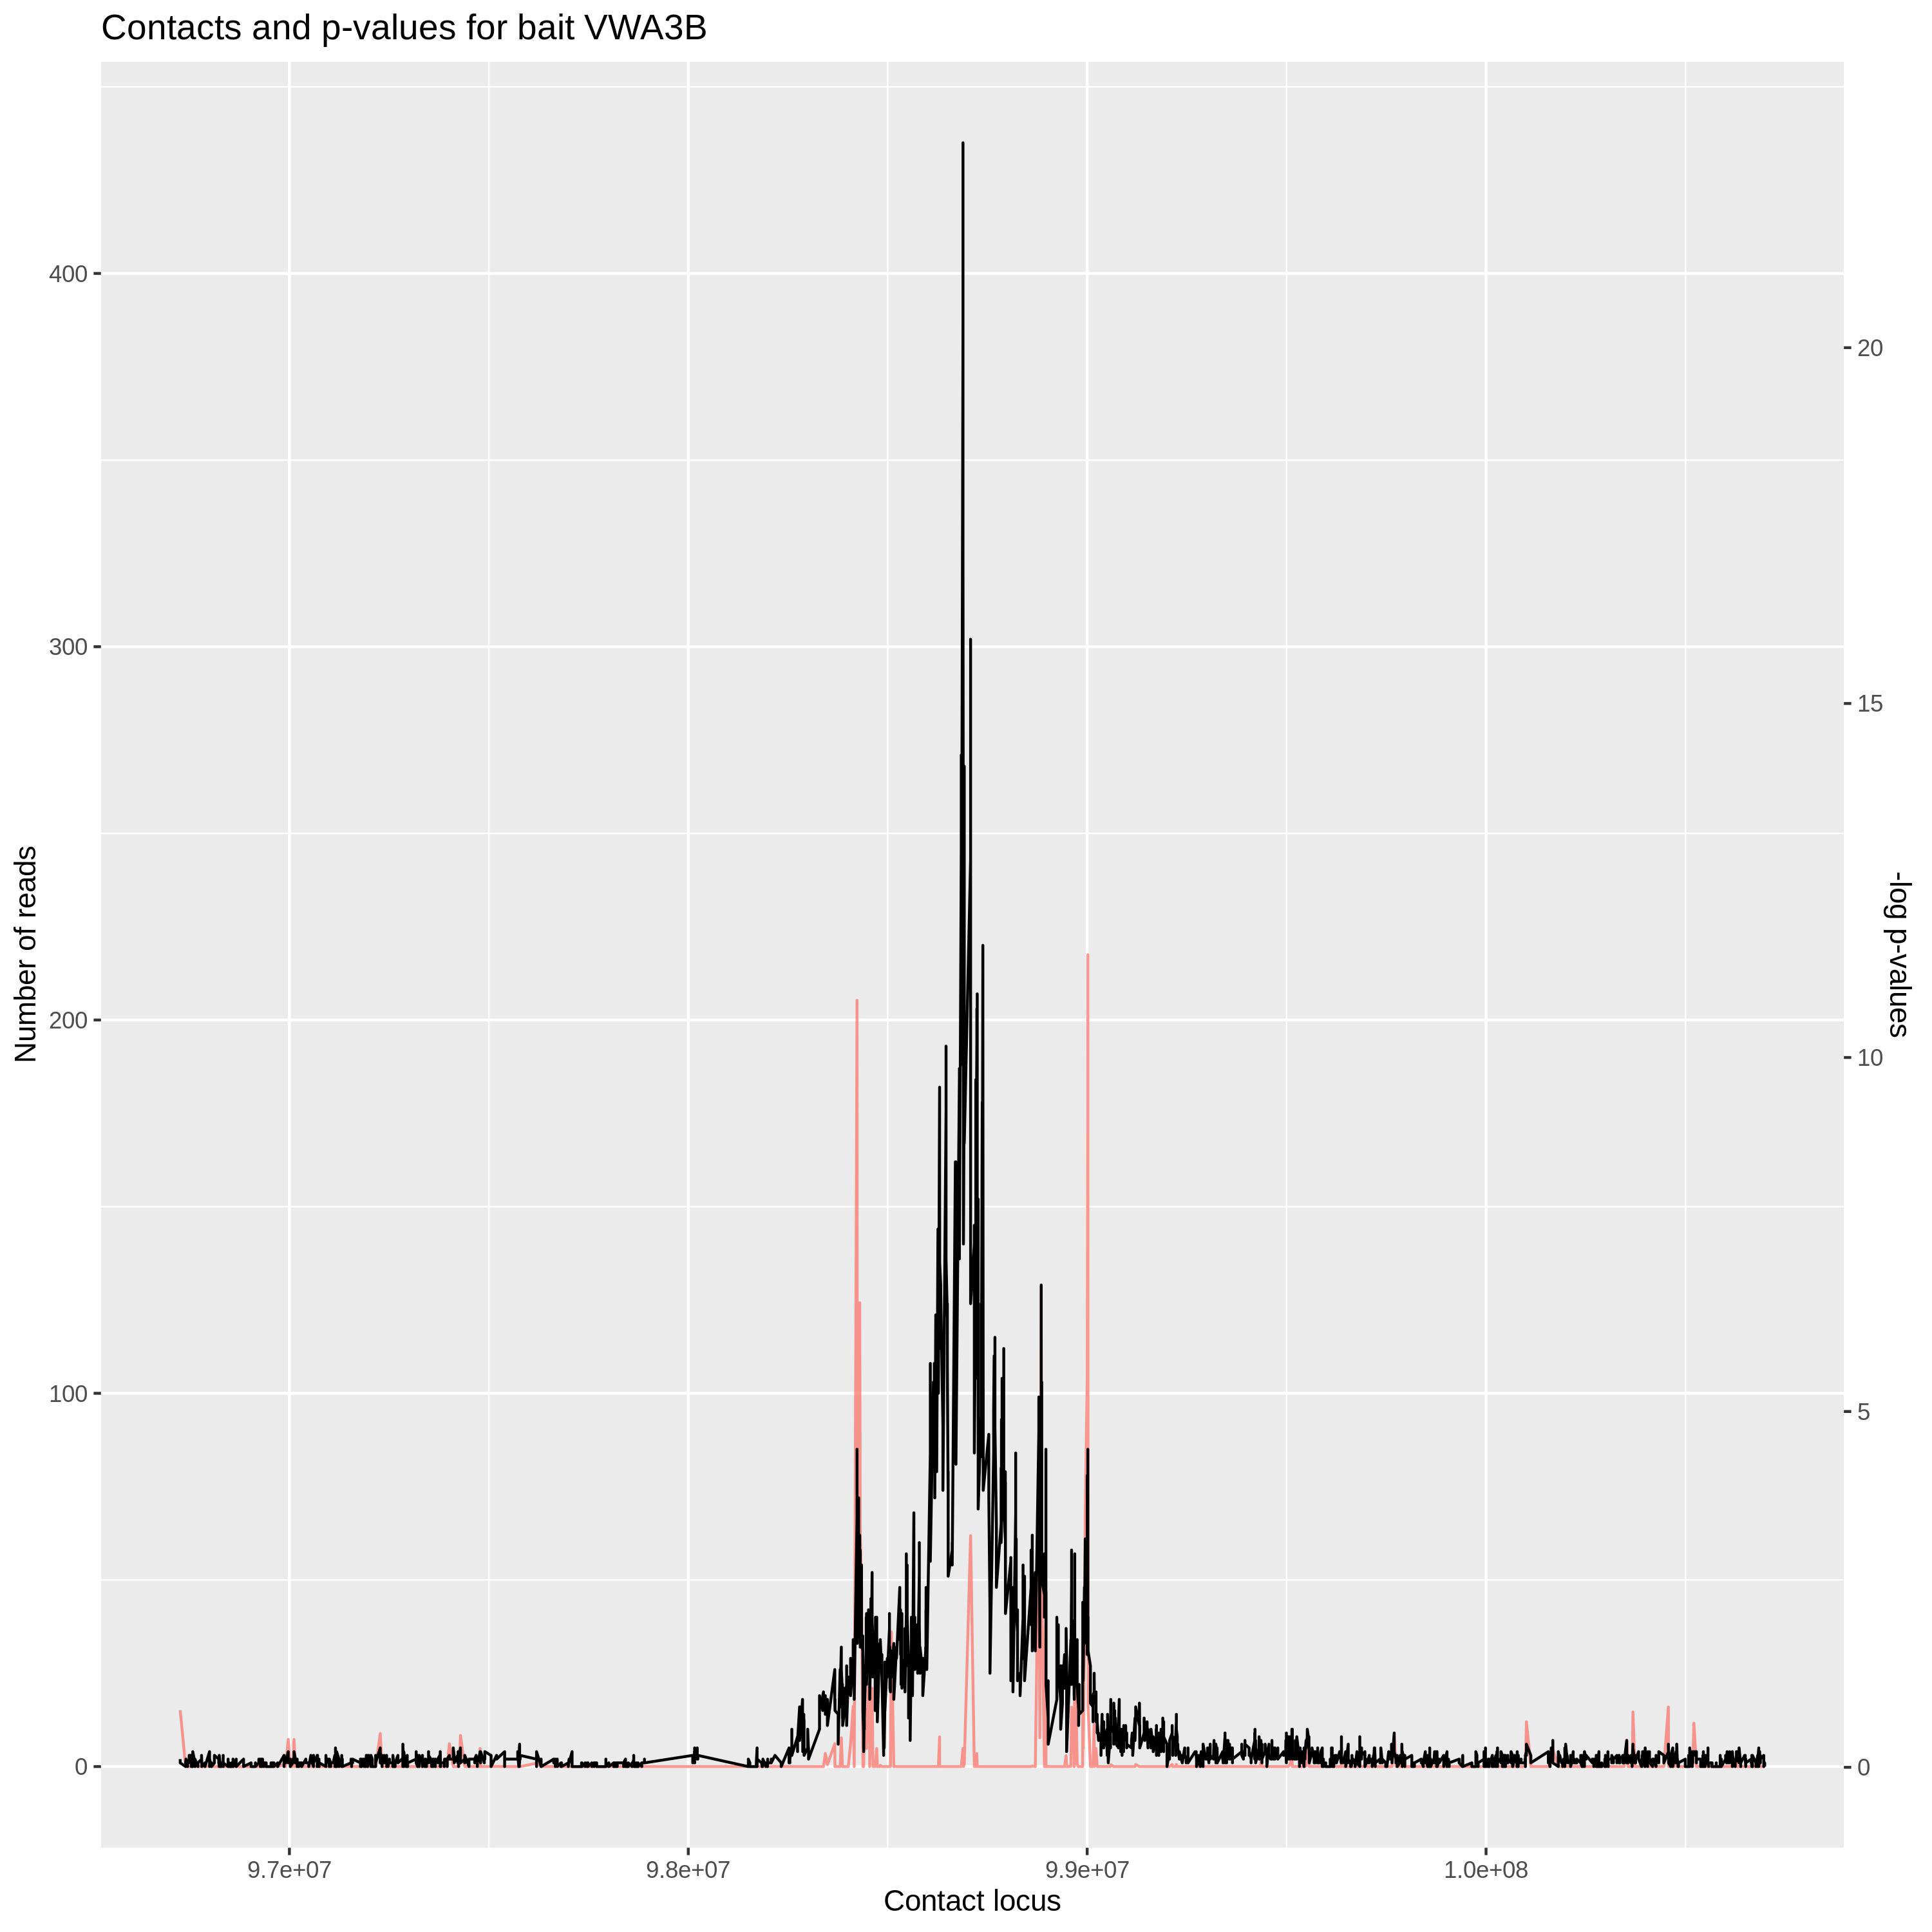 Contacts and p-values for bait VWA3B
Number of reads
400
300
200
100
0
20
15
10
5
0
-log p-values
9.7e+07
9.8e+07
9.9e+07
1.0e+08
Contact locus